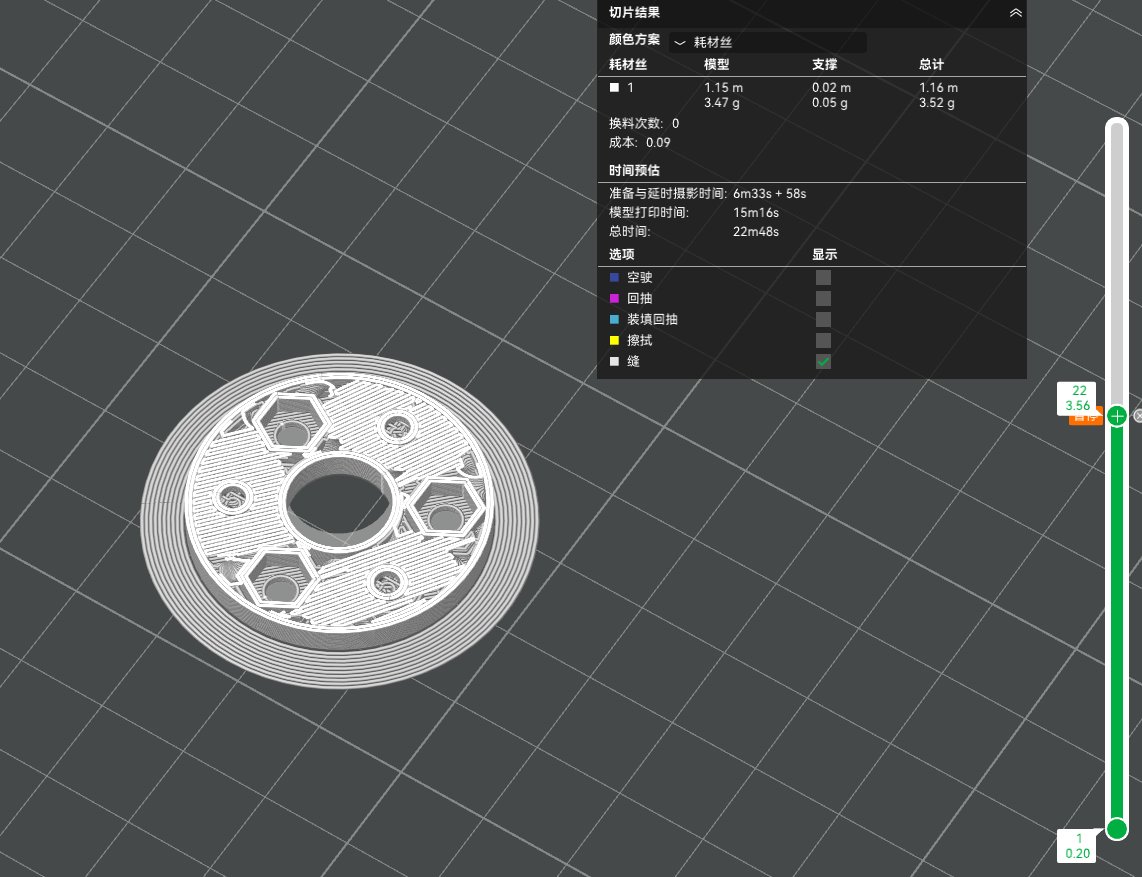 切片结果
颜色方案 耗材丝
耗材丝 模型 支撑 总计
1 1.15 m 0.02 m 1.16 m
3.47 g 0.05 g 3.52 g
换料次数: 0
成本: 0.09
时间预估
准备与延时摄影时间: 6m33s + 58s
模型打印时间: 15m16s
总时间: 22m48s
选项 显示
空驶
回抽
装填回抽
擦拭
缝
22
3.56
1
0.20